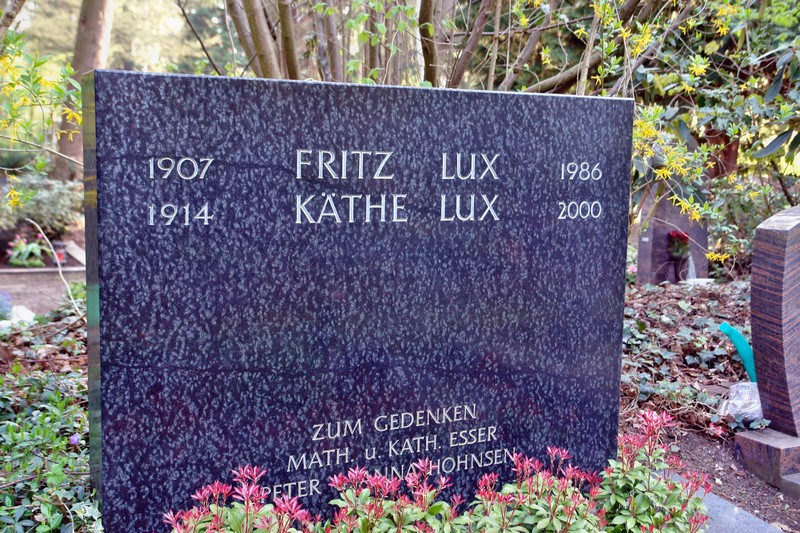 1907 FRITZ LUX 1986
1914 KÄTHE LUX 2000
ZUM GEDENKEN
MATH. u. KATH. ESSER
PETER HOHNSEN